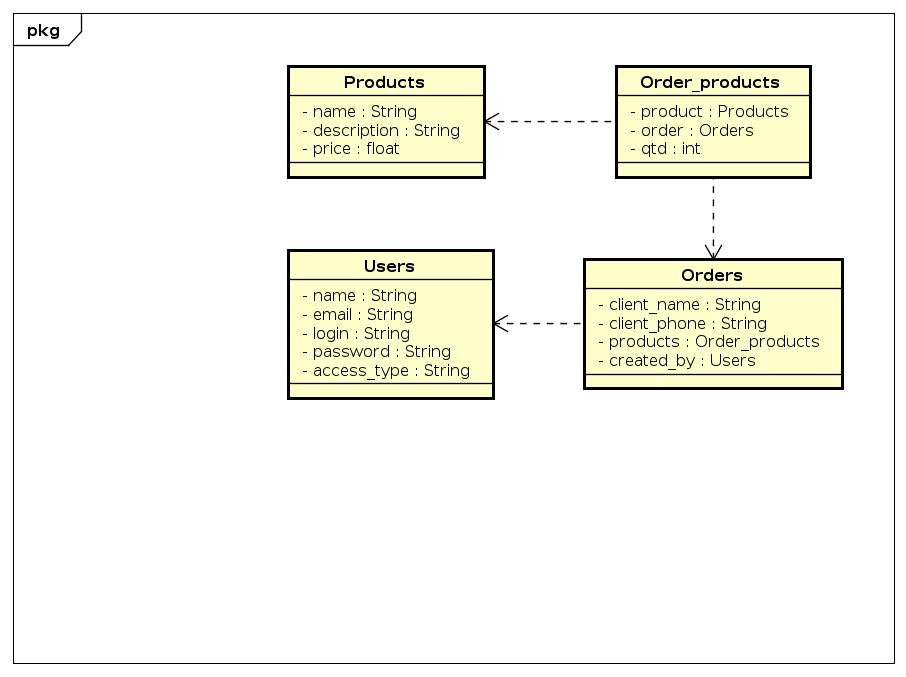 pkg
Products
- name : String
- description : String
- price : float
Order_products
- product : Products
- order : Orders
- qtd : int
Users
- name : String
- email : String
- login : String
- password : String
- access_type : String
Orders
- client_name : String
- client_phone : String
- products : Order_products
- created_by : Users